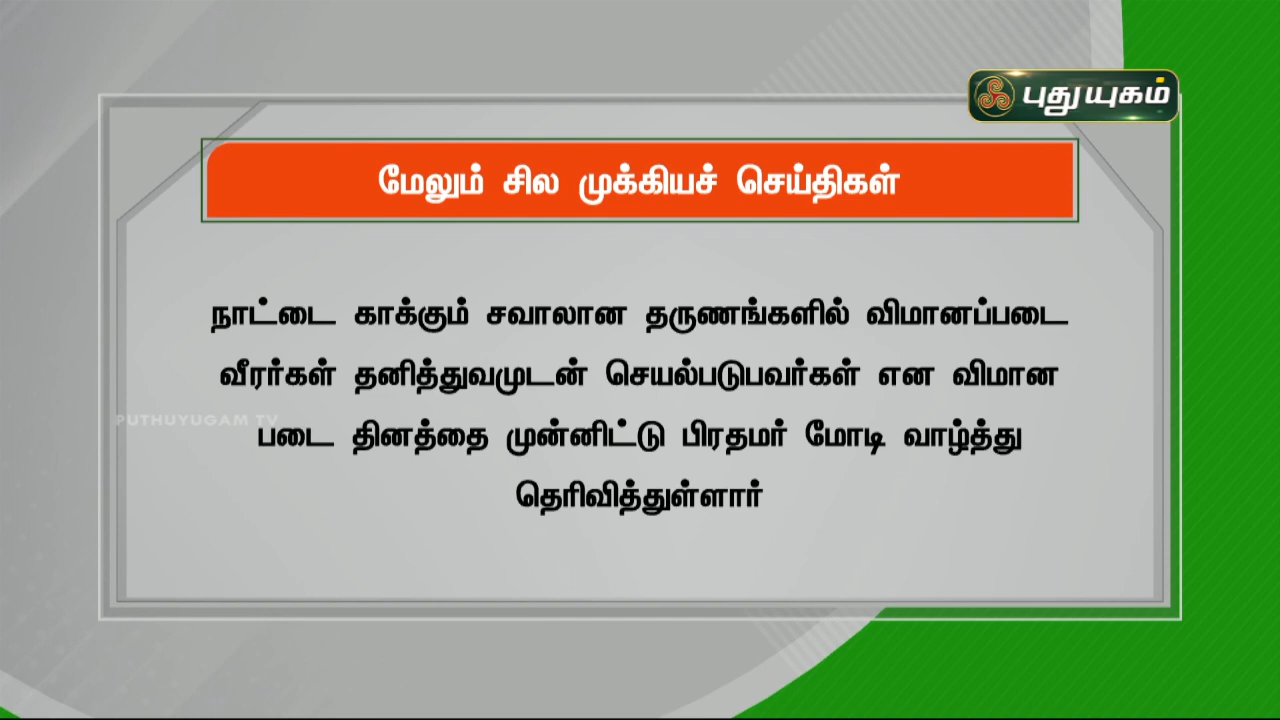 புதுயுகம்
மேலும் சில முக்கியச் செய்திகள்
நாட்டை காக்கும் சவாலான தருணங்களில் விமானப்படை
வீரர்கள் தனித்துவமுடன் செயல்படுபவர்கள் என விமான
PUTHUYUGAM TV
படை தினத்தை முன்னிட்டு பிரதமர் மோடி வாழ்த்து
தெரிவித்துள்ளார்